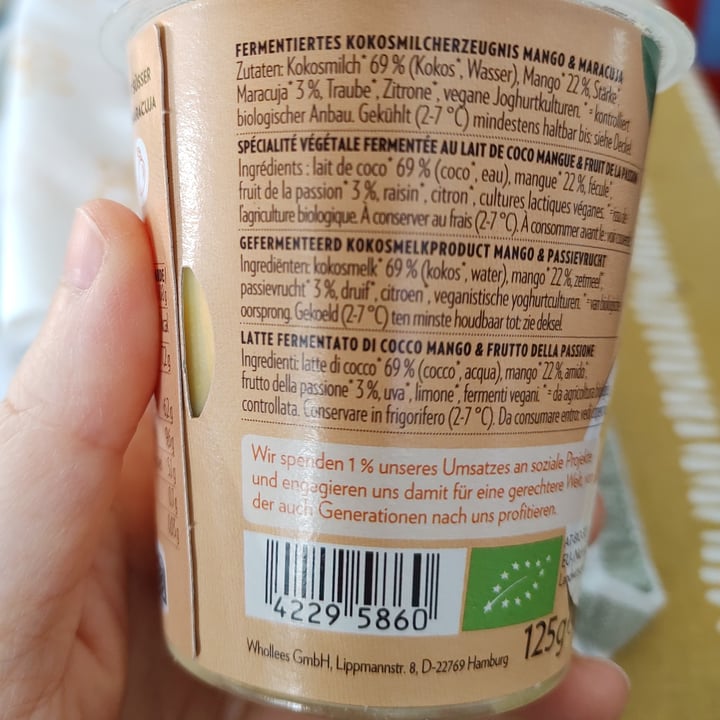 FERMENTIERTES KOKOSMILCHERZEUGNIS MANGO & MARACUJA
Zutaten: Kokosmilch* 69 % (Kokos*, Wasser), Mango* 22 %, Stärke*,
Maracuja* 3 %, Traube*, Zitrone*, vegane Joghurtkulturen. *=kontrolliert
biologischer Anbau. Gekühlt (2-7 °C) mindestens haltbar bis: siehe Deckel
SPÉCIALITÉ VÉGÉTALE FERMENTÉE AU LAIT DE COCO MANGUE & FRUIT DE LA PASSION
Ingrédients : lait de coco* 69 % (coco*, eau), mangue* 22 %, fécule*,
fruit de la passion* 3 %, raisin*, citron*, cultures lactiques véganes.
l'agriculture biologique. À conserver au frais (2-7 °C). À consommer avant le:
GEFERMENTEERD KOKOSMELKPRODUCT MANGO & PASSIEVRUCHT
Ingrediënten: kokosmelk* 69 % (kokos*, water), mango* 22 %, zetmeel*,
passievrucht* 3 %, druif*, citroen*, veganistische yoghurtculturen. *=van
oorsprong. Gekoeld (2-7 °C) ten minste houdbaar tot: zie deksel.
LATTE FERMENTATO DI COCCO MANGO & FRUTTO DELLA PASSIONE
Ingredienti: latte di cocco* 69 % (cocco*, acqua), mango* 22 %, amido*,
frutto della passione* 3 %, uva*, limone*, fermenti vegani. *= da agricoltura
controllata. Conservare in frigorifero (2-7 °C). Da consumare entro:
Wir spenden 1 % unseres Umsatzes an soziale Projekte
und engagieren uns damit für eine gerechtere Welt, von
der auch Generationen nach uns profitieren.
4229 5860
125g
Whollees GmbH, Lippmannstr. 8, D-22769 Hamburg